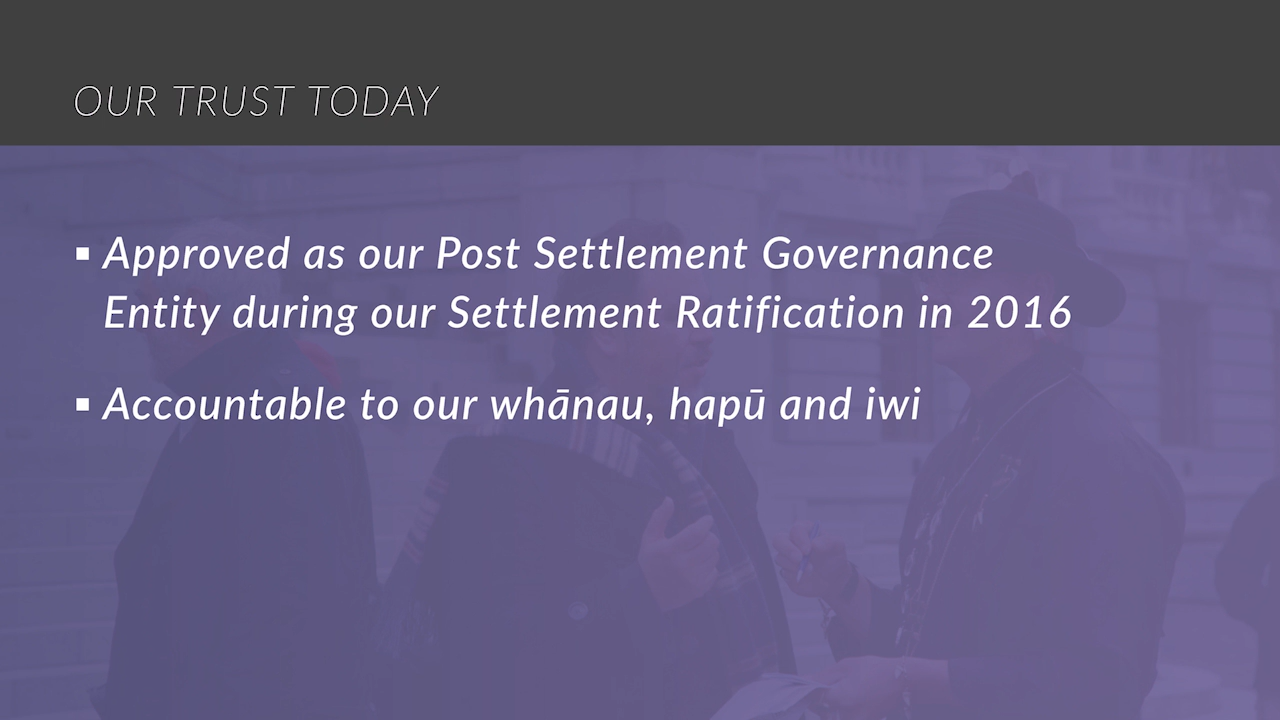 OUR TRUST TODAY
▪ Approved as our Post Settlement Governance
Entity during our Settlement Ratification in 2016
▪ Accountable to our whānau, hapū and iwi